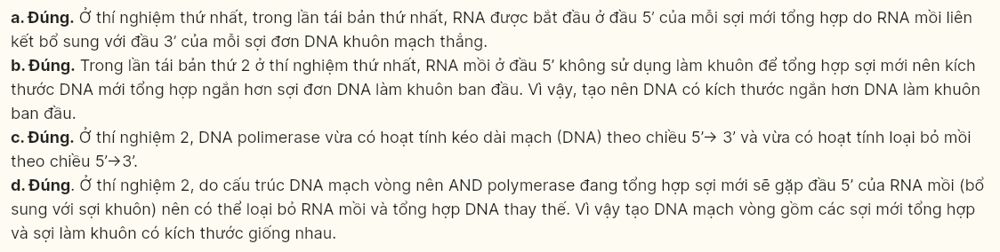 a. Đúng. Ở thí nghiệm thứ nhất, trong lần tái bản thứ nhất, RNA được bắt đầu ở đầu 5’ của mỗi sợi mới tổng hợp do RNA mồi liên
kết bổ sung với đầu 3’ của mỗi sợi đơn DNA khuôn mạch thẳng.
b. Đúng. Trong lần tái bản thứ 2 ở thí nghiệm thứ nhất, RNA mồi ở đầu 5’ không sử dụng làm khuôn để tổng hợp sợi mới nên kích
thước DNA mới tổng hợp ngắn hơn sợi đơn DNA làm khuôn ban đầu. Vì vậy, tạo nên DNA có kích thước ngắn hơn DNA làm khuôn
ban đầu.
c. Đúng. Ở thí nghiệm 2, DNA polimerase vừa có hoạt tính kéo dài mạch (DNA) theo chiều 5’→ 3’ và vừa có hoạt tính loại bỏ mồi
theo chiều 5’→3’.
d. Đúng. Ở thí nghiệm 2, do cấu trúc DNA mạch vòng nên AND polymerase đang tổng hợp sợi mới sẽ gặp đầu 5’ của RNA mồi (bổ
sung với sợi khuôn) nên có thể loại bỏ RNA mồi và tổng hợp DNA thay thế. Vì vậy tạo DNA mạch vòng gồm các sợi mới tổng hợp
và sợi làm khuôn có kích thước giống nhau.